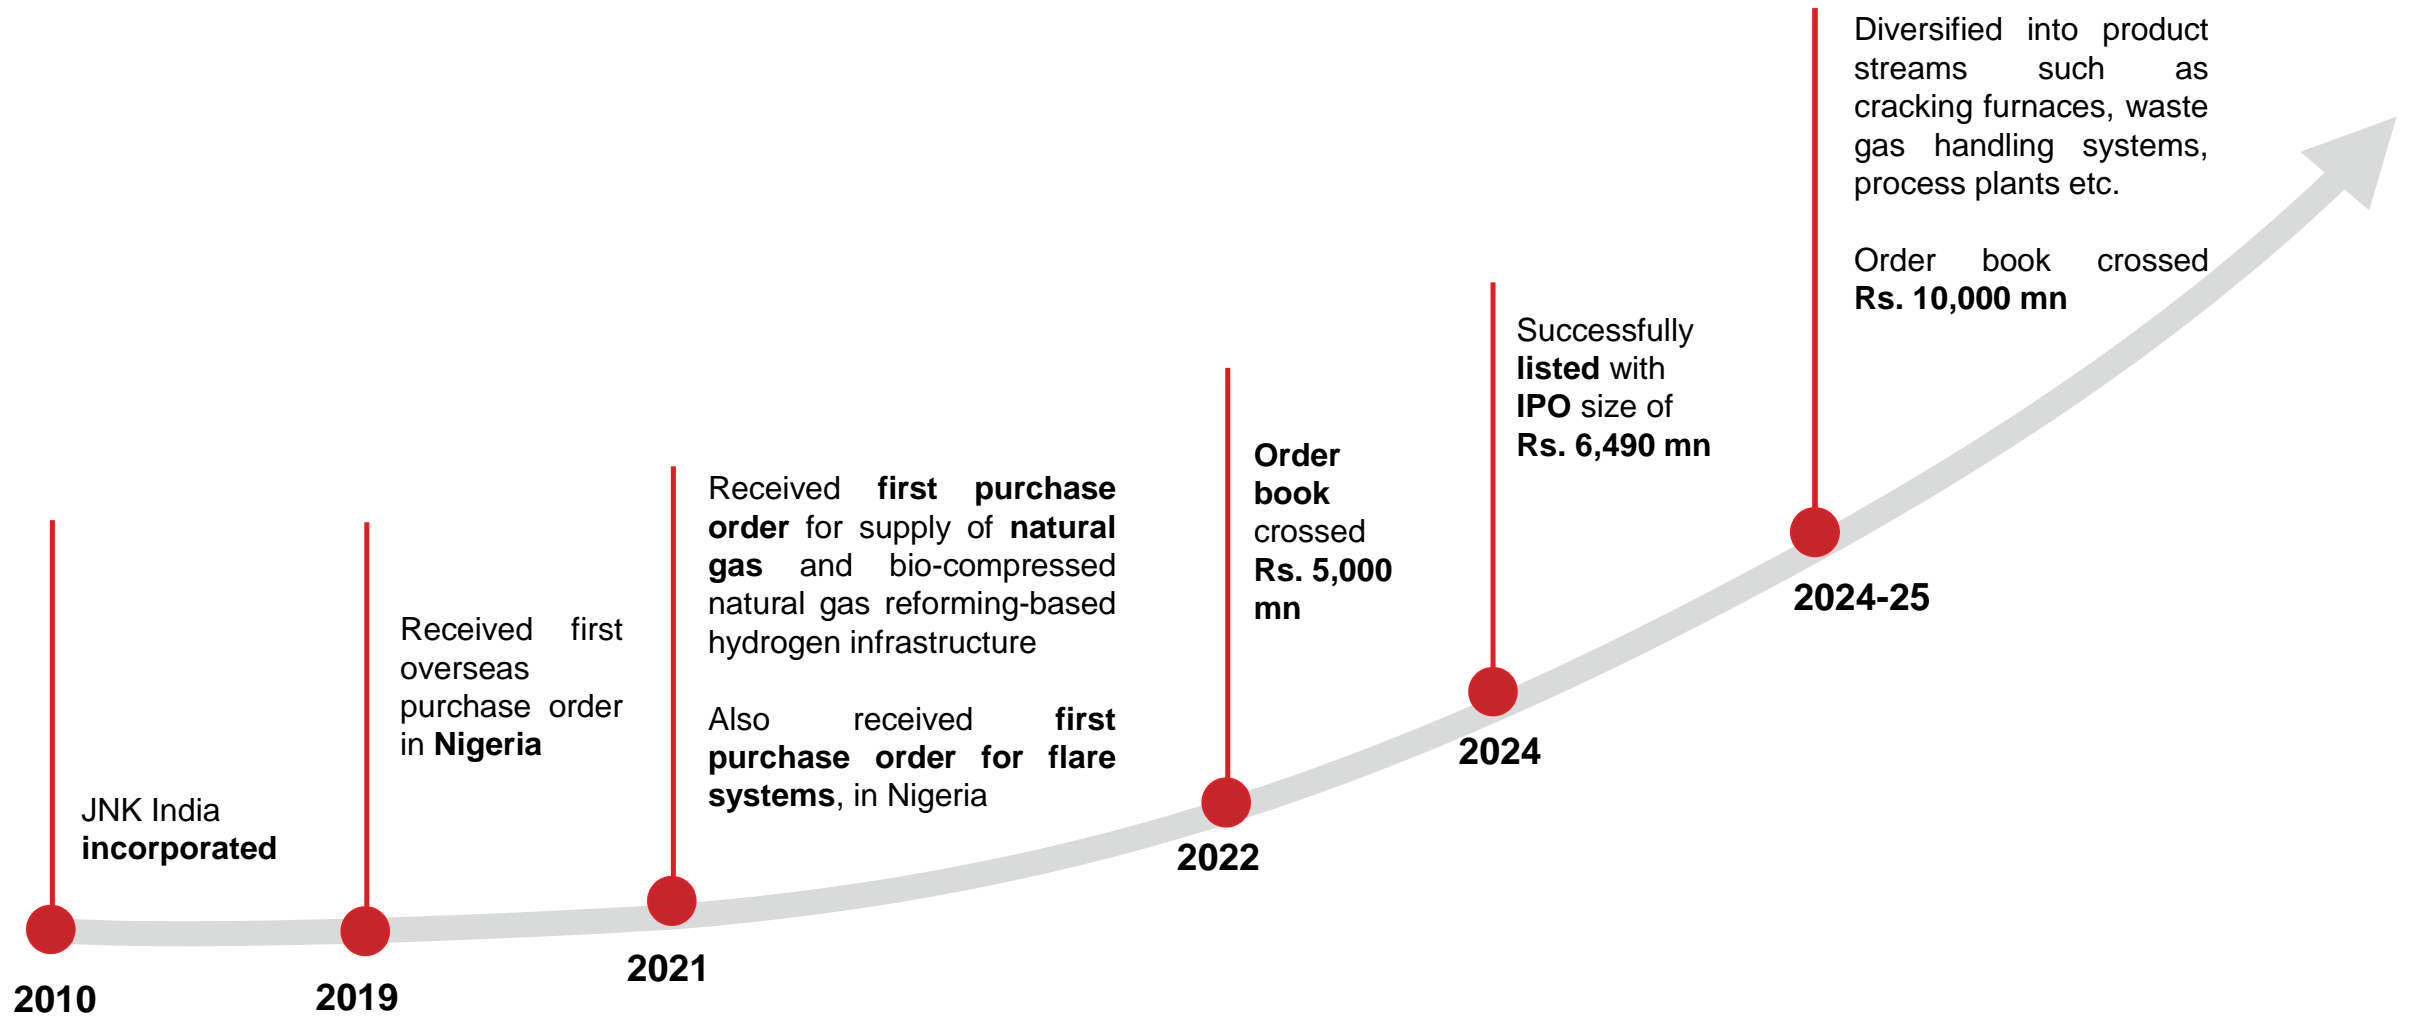 JNK India
incorporated
2010
Received first
overseas
purchase order
in Nigeria
2019
Received first purchase
order for supply of natural
gas and bio-compressed
natural gas reforming-based
hydrogen infrastructure
Also received first
purchase order for flare
systems, in Nigeria
2021
Order
book
crossed
Rs. 5,000
mn
2022
Successfully
listed with
IPO size of
Rs. 6,490 mn
2024
Diversified into product
streams such as
cracking furnaces, waste
gas handling systems,
process plants etc.
Order book crossed
Rs. 10,000 mn
2024-25